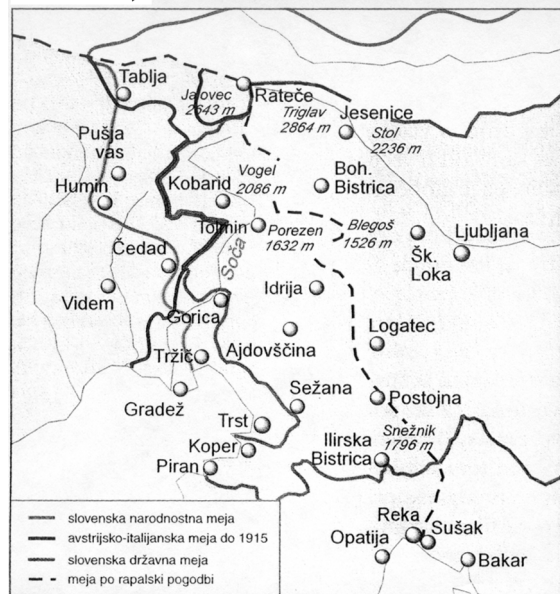 Tablja
Jalovec
2643 m
Rateče
Triglav
2864 m
Jesenice
Stol
2236 m
Pušja
vas
Humin
Kobarid
Vogel
2086 m
Boh.
Bistrica
Tolmin
Porezen
1632 m
Blegoš
1526 m
Ljubljana
Šk.
Loka
Čedad
Soča
Videm
Idrija
Gorica
Logatec
Tržič
Ajdovščina
Gradež
Sežana
Postojna
Trst
Snežnik
1796 m
Koper
Ilirska
Bistrica
Piran
Reka
Sušak
Opatija
Bakar
slovenska narodnostna meja
avstrijsko-italijanska meja do 1915
slovenska državna meja
meja po rapalski pogodbi